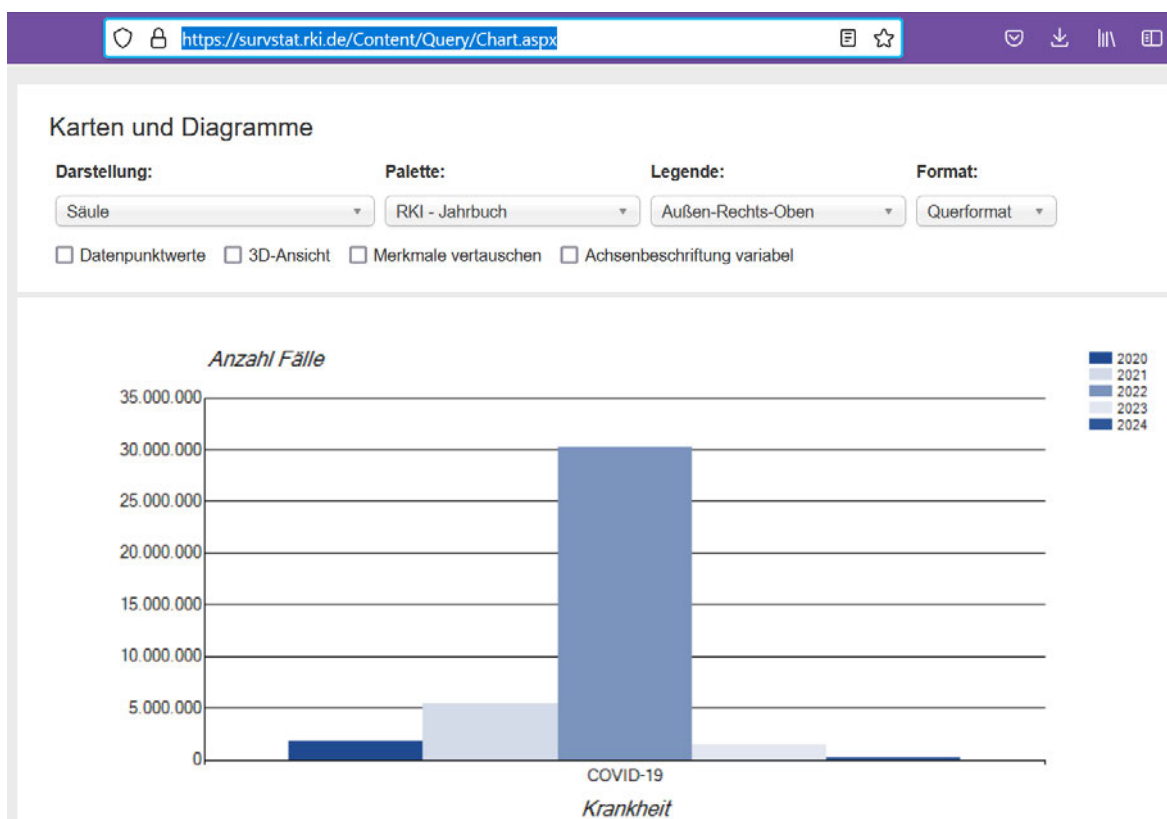 https://survstat.rki.de/Content/Query/Chart.aspx
Karten und Diagramme
Darstellung: Palette: Legende: Format:
Säule RKI - Jahrbuch Außen-Rechts-Oben Querformat
Datenpunktwerte 3D-Ansicht Merkmale vertauschen Achsenbeschriftung variabel
Anzahl Fälle
2020
2021
2022
2023
2024
35.000.000
30.000.000
25.000.000
20.000.000
15.000.000
10.000.000
5.000.000
0
COVID-19
Krankheit